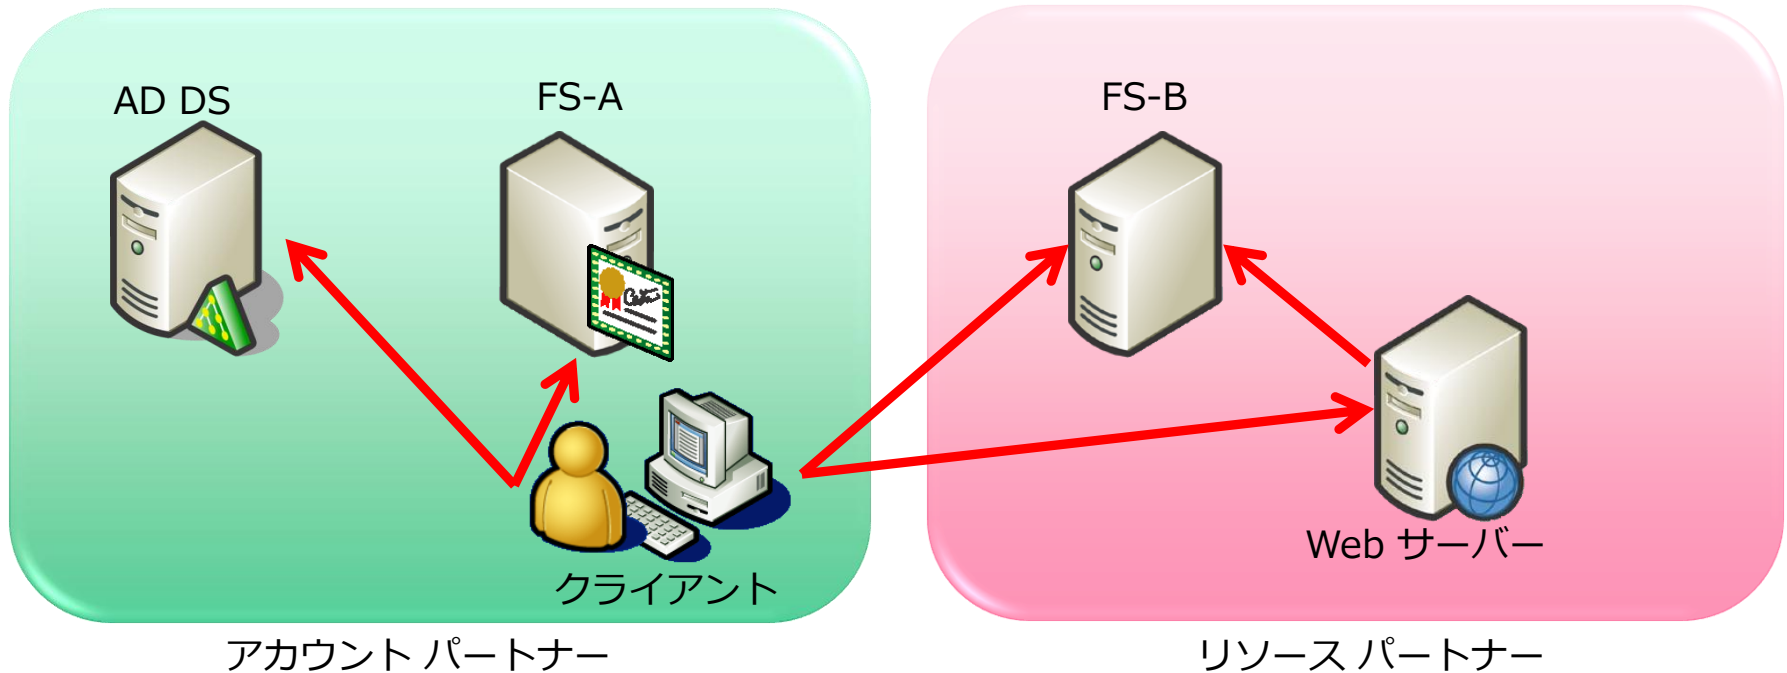 AD DS
FS-A
FS-B
Web サーバー
クライアント
アカウント パートナー
リソース パートナー